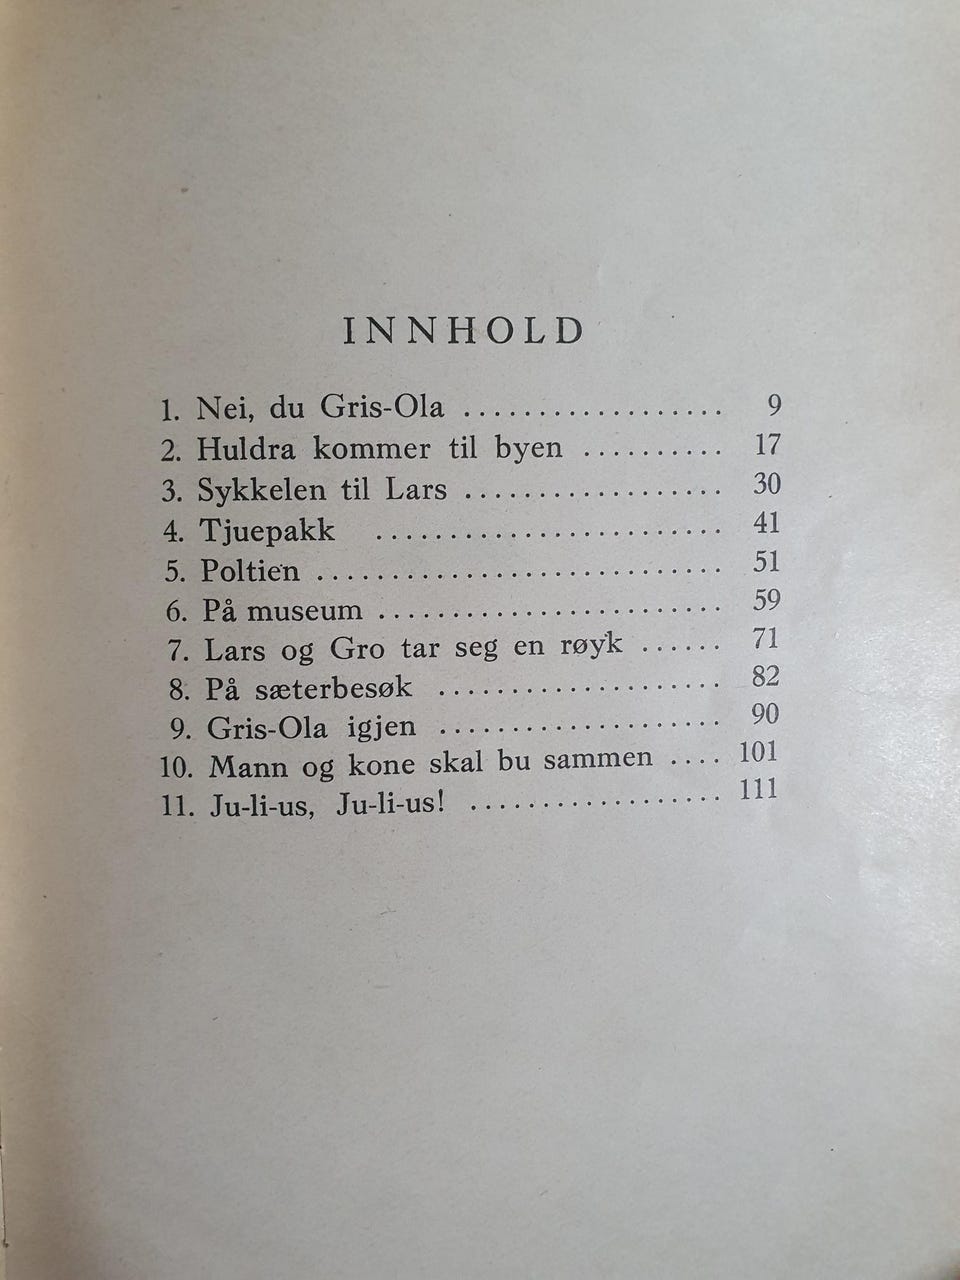 INNHOLD
1. Nei, du Gris-Ola ................... 9
2. Huldra kommer til byen .......... 17
3. Sykkelen til Lars .................. 30
4. Tjuepakk ........................ 41
5. Poltien ............................ 51
6. På museum ........................ 59
7. Lars og Gro tar seg en røyk ...... 71
8. På sæterbesøk .................... 82
9. Gris-Ola igjen .................... 90
10. Mann og kone skal bu sammen .... 101
11. Ju-li-us, Ju-li-us! .................. 111